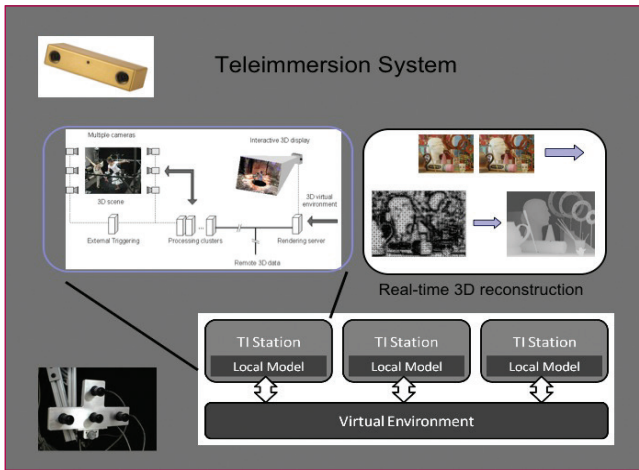 Teleimmersion System
Multiple cameras
Interactive 3D display
3D scene
3D virtual
environment
External Triggering
Processing clusters
Rendering server
Remote 3D data
Real-time 3D reconstruction
TI Station
Local Model
TI Station
Local Model
TI Station
Local Model
Virtual Environment